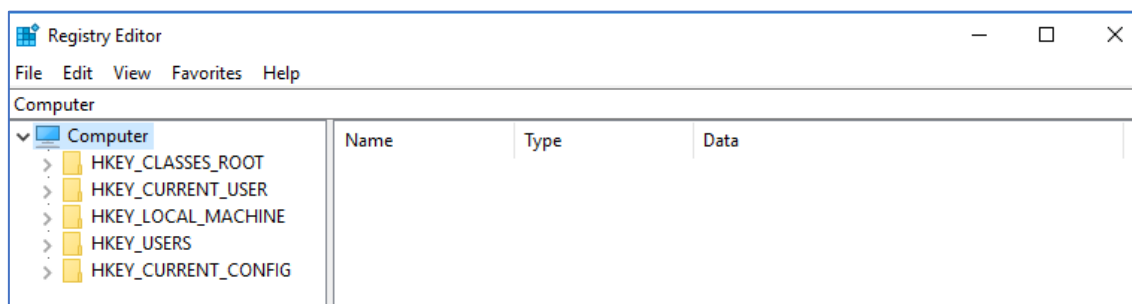 Registry Editor
File Edit View Favorites Help
Computer
Computer
HKEY_CLASSES_ROOT
HKEY_CURRENT_USER
HKEY_LOCAL_MACHINE
HKEY_USERS
HKEY_CURRENT_CONFIG
Name Type Data